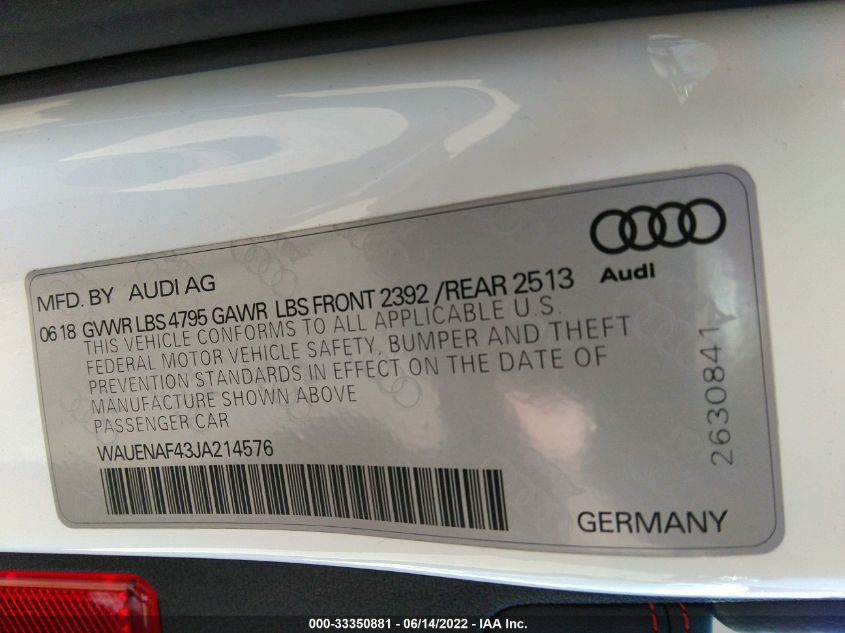 Audi
MFD. BY AUDI AG
06 18 GVWR LBS 4795 GAWR LBS FRONT 2392 /REAR 2513
THIS VEHICLE CONFORMS TO ALL APPLICABLE U.S.
FEDERAL MOTOR VEHICLE SAFETY, BUMPER AND THEFT
PREVENTION STANDARDS IN EFFECT ON THE DATE OF
MANUFACTURE SHOWN ABOVE
PASSENGER CAR
WAUENAF43JA214576
2630841
GERMANY
000-33350881 - 06/14/2022 - IAA Inc.